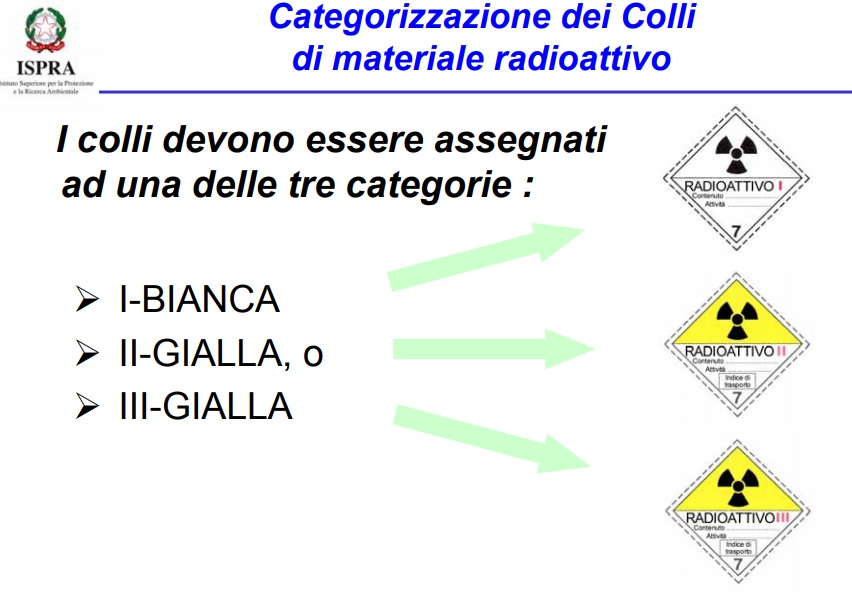 ISPRA
Istituto Superiore per la Protezione
e la Ricerca Ambientale
Categorizzazione dei Colli
di materiale radioattivo
I colli devono essere assegnati
ad una delle tre categorie :
I-BIANCA
II-GIALLA, o
III-GIALLA
RADIOATTIVO I
Contenuto
Attività
7
RADIOATTIVO II
Contenuto
Attività
Indice di
trasporto
7
RADIOATTIVO III
Contenuto
Attività
Indice di
trasporto
7